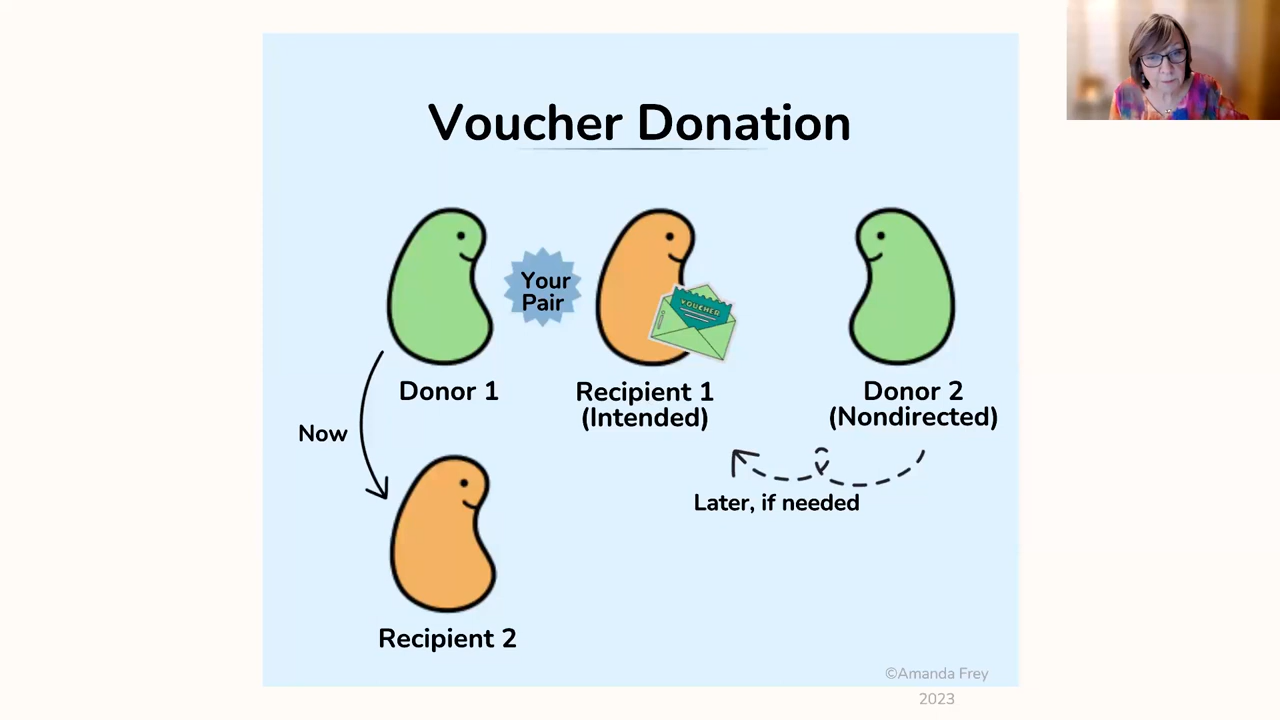 Voucher Donation
Your
Pair
VOUCHER
Donor 1
Recipient 1
(Intended)
Donor 2
(Nondirected)
Now
Later, if needed
Recipient 2
©Amanda Frey
2023